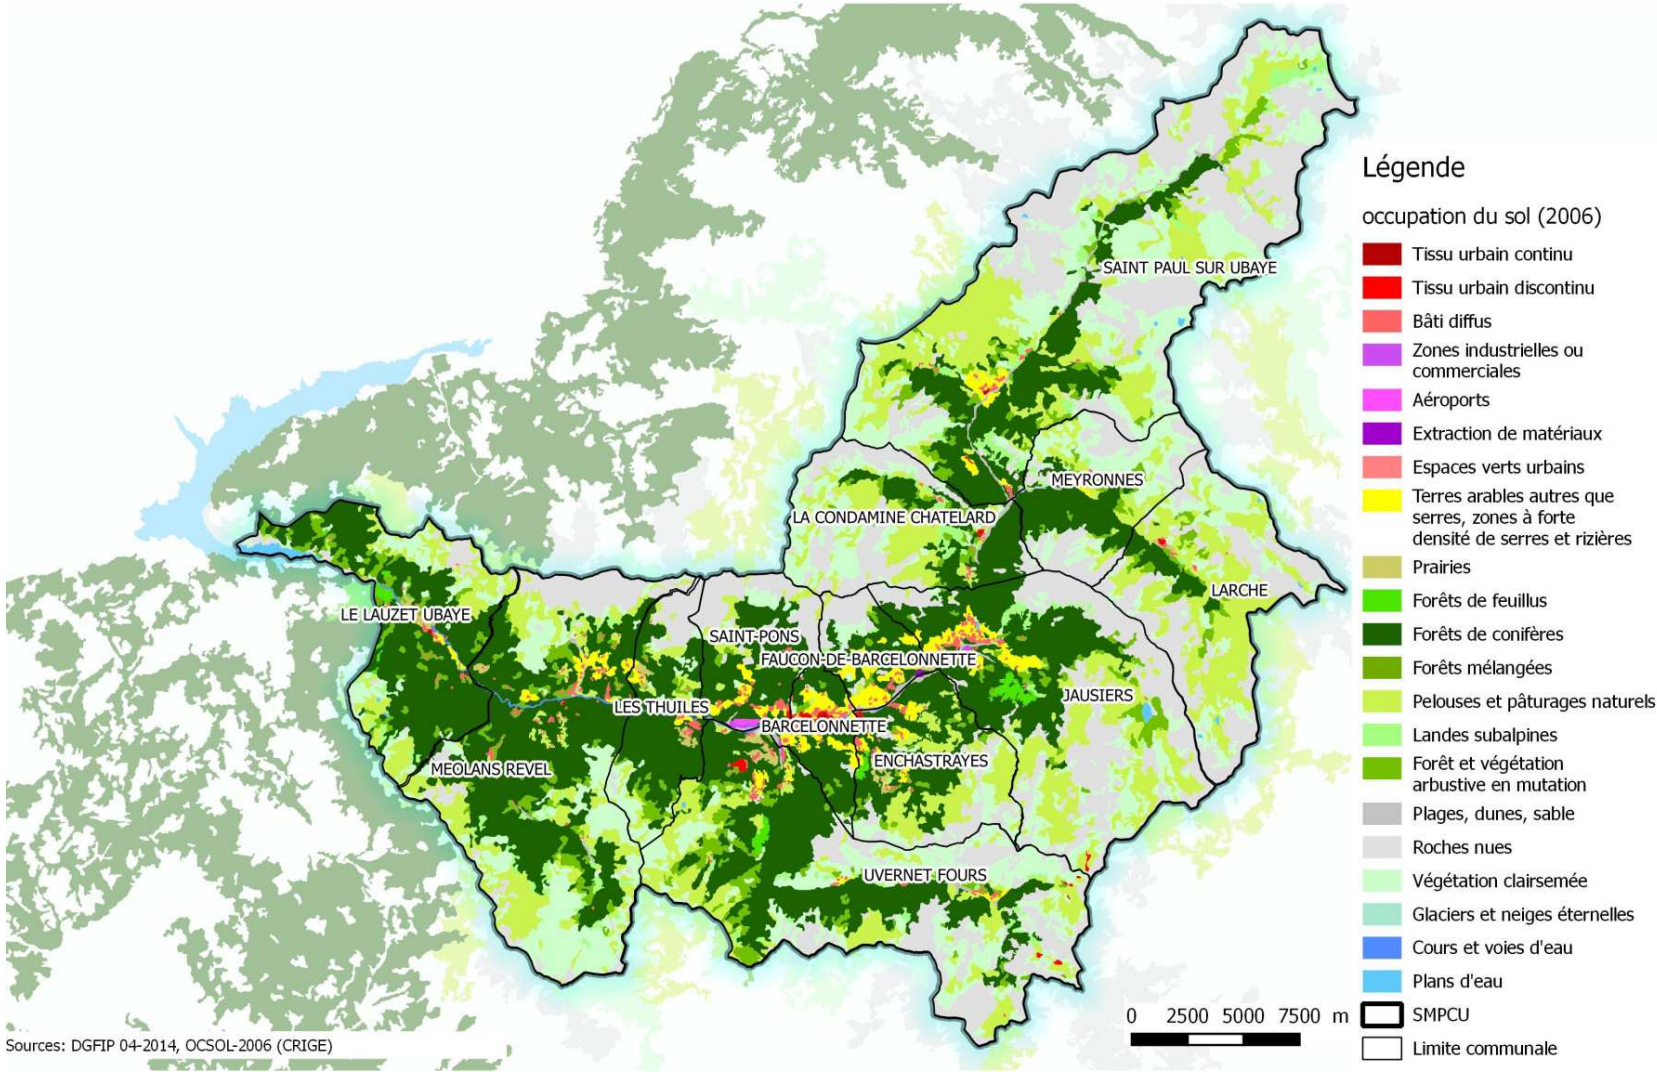 SAINT PAUL SUR UBAYE
MEYRONNES
LA CONDAMINE CHATELARD
LARCHE
LE LAUZET UBAYE
SAINT-PONS
FAUCON-DE-BARCELONNETTE
JAUSIERS
LES THUILES
BARCELONNETTE
ENCHASTRAYES
MEOLANS REVEL
UVERNET FOURS
0 2500 5000 7500 m
Sources: DGFIP 04-2014, OCSOL-2006 (CRIGE)
Légende
occupation du sol (2006)
Tissu urbain continu
Tissu urbain discontinu
Bâti diffus
Zones industrielles ou
commerciales
Aéroports
Extraction de matériaux
Espaces verts urbains
Terres arables autres que
serres, zones à forte
densité de serres et rizières
Prairies
Forêts de feuillus
Forêts de conifères
Forêts mélangées
Pelouses et pâturages naturels
Landes subalpines
Forêt et végétation
arbustive en mutation
Plages, dunes, sable
Roches nues
Végétation clairsemée
Glaciers et neiges éternelles
Cours et voies d'eau
Plans d'eau
SMPCU
Limite communale